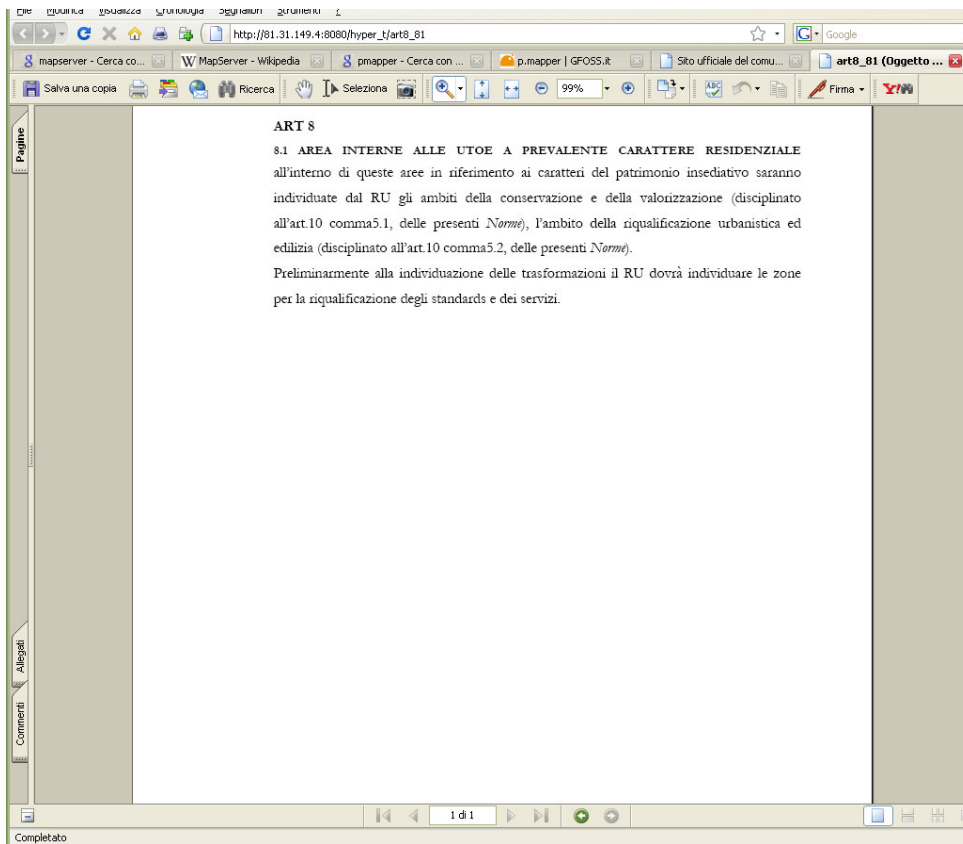 File Modifica Visualizza Cronologia Segnalibri Strumenti ?
http://81.31.149.4:8080/hyper_t/art8_81
G Google
mapserver - Cerca co... W MapServer - Wikipedia pmapper - Cerca con ... p.mapper | GFOSS.it Sito ufficiale del comu... art8_81 (Oggetto ...
Salva una copia Ricerca Seleziona 99% Firma Y!
Pagine
ART 8
8.1 AREA INTERNE ALLE UTOE A PREVALENTE CARATTERE RESIDENZIALE
all'interno di queste aree in riferimento ai caratteri del patrimonio insediativo saranno
individuate dal RU gli ambiti della conservazione e della valorizzazione (disciplinato
all'art.10 comma5.1, delle presenti Norme), l'ambito della riqualificazione urbanistica ed
edilizia (disciplinato all'art.10 comma5.2, delle presenti Norme).
Preliminarmente alla individuazione delle trasformazioni il RU dovrà individuare le zone
per la riqualificazione degli standards e dei servizi.
Allegati
Commenti
1 di 1
Completato